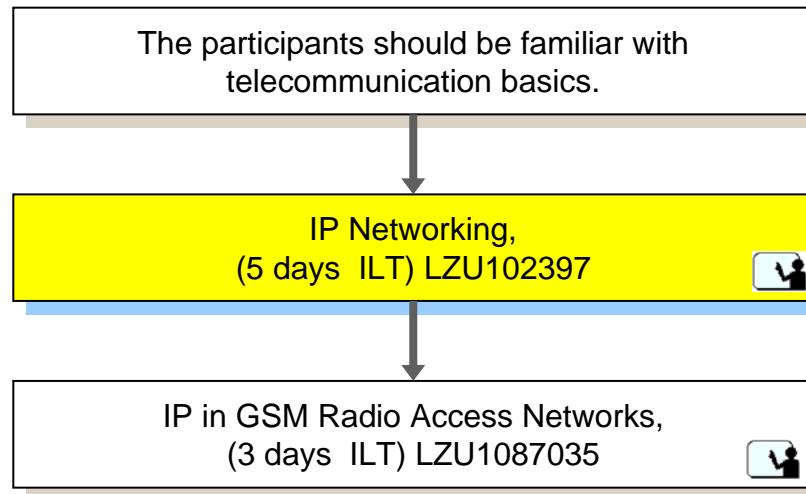 The participants should be familiar with
telecommunication basics.
IP Networking,
(5 days  ILT) LZU102397
IP in GSM Radio Access Networks,
(3 days  ILT) LZU1087035